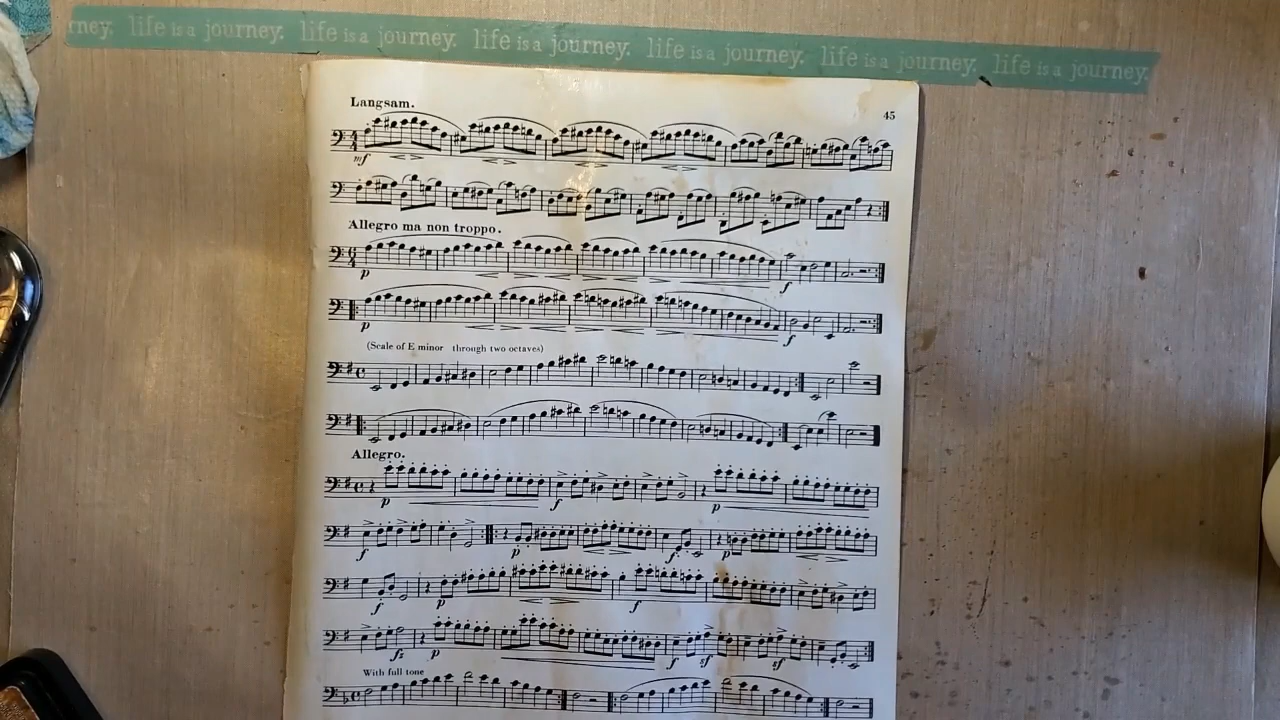 rney. life is a journey. life is a journey. life is a journey. life is a journey. life is a journey. life is a journey.
Langsam.
45
mf
Allegro ma non troppo.
p
f
p
f
(Scale of E minor through two octaves)
Allegro.
p
f
p
f
p
f
p
f
p
f
fz
p
f
sf
sf
With full tone